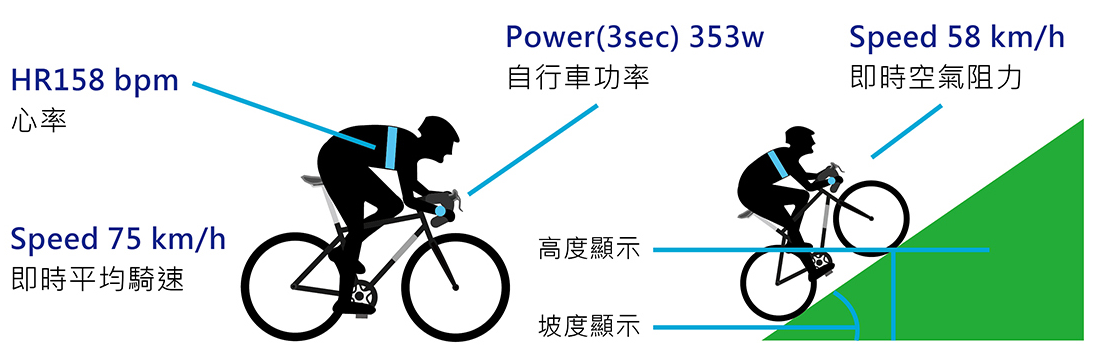 HR158 bpm
心率
Speed 75 km/h
即時平均騎速
Power(3sec) 353w
自行車功率
Speed 58 km/h
即時空氣阻力
高度顯示
坡度顯示